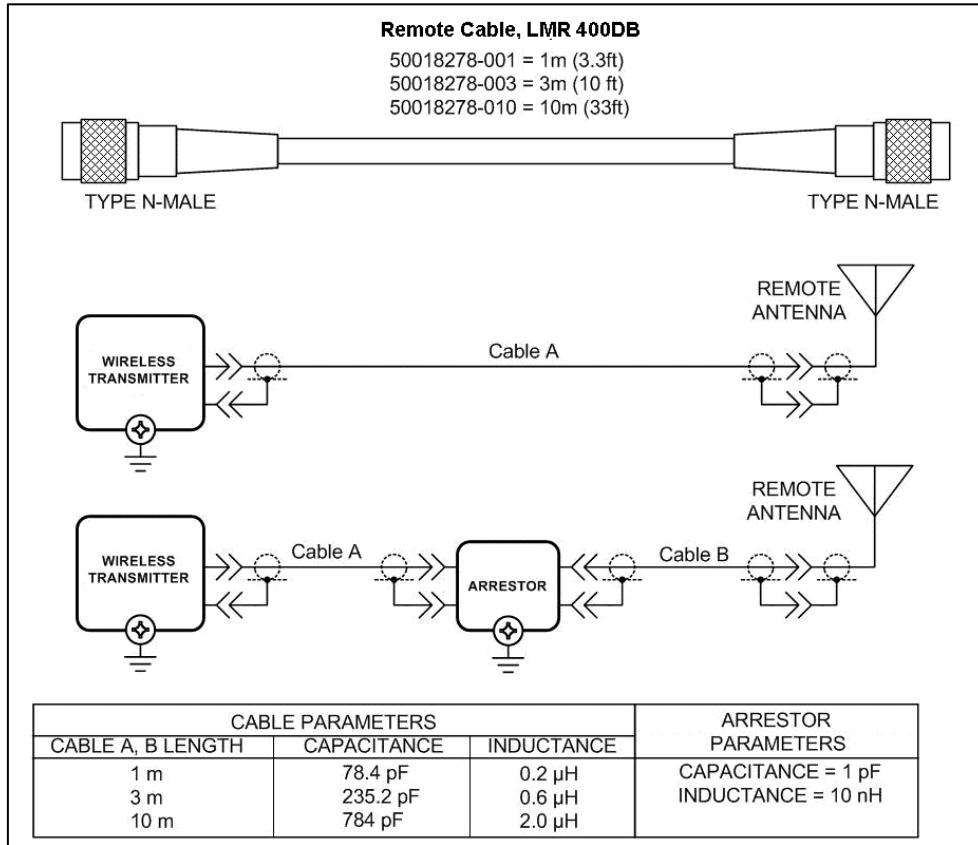 Remote Cable, LMR 400DB
50018278-001 = 1m (3.3ft)
50018278-003 = 3m (10 ft)
50018278-010 = 10m (33ft)
TYPE N-MALE
TYPE N-MALE
REMOTE
ANTENNA
Cable A
WIRELESS
TRANSMITTER
REMOTE
ANTENNA
Cable A
Cable B
WIRELESS
TRANSMITTER
ARRESTOR
CABLE PARAMETERS
ARRESTOR
PARAMETERS
CABLE A, B LENGTH CAPACITANCE INDUCTANCE
1 m 78.4 pF 0.2 µH CAPACITANCE = 1 pF
3 m 235.2 pF 0.6 µH INDUCTANCE = 10 nH
10 m 784 pF 2.0 µH